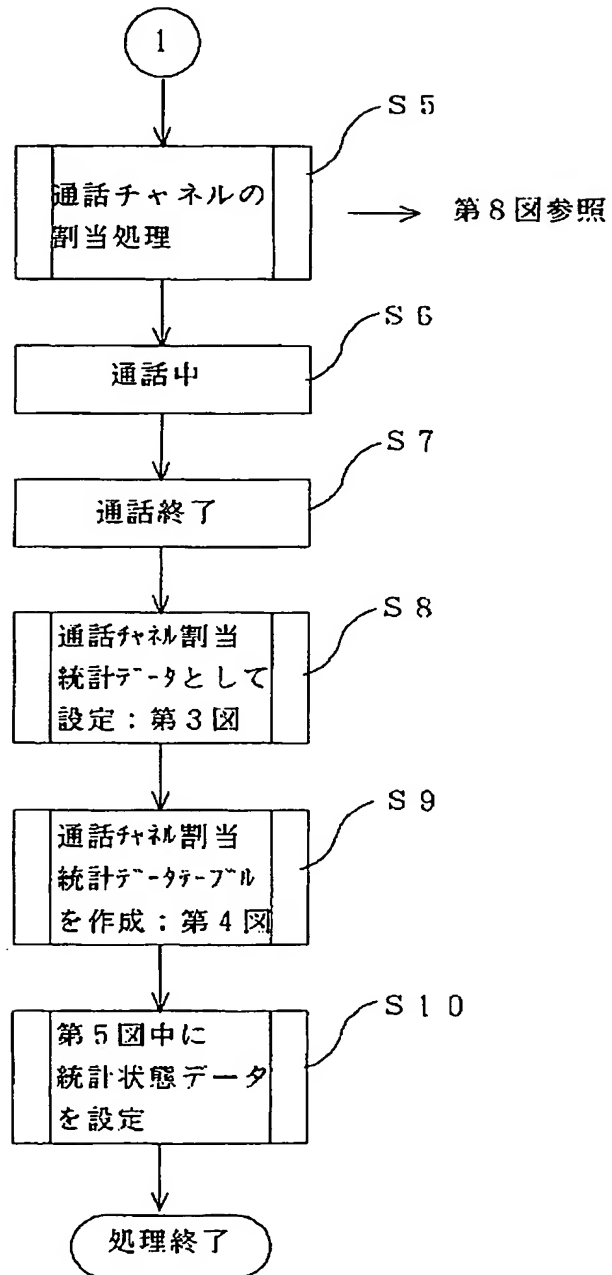 1
S5
通話チャネルの
割当処理
→ 第8図参照
S6
通話中
S7
通話終了
S8
通話ﾁｬﾈﾙ割当
統計ﾃﾞｰﾀとして
設定：第3図
S9
通話ﾁｬﾈﾙ割当
統計ﾃﾞｰﾀﾃｰﾌﾞﾙ
を作成：第4図
S10
第5図中に
統計状態データ
を設定
処理終了